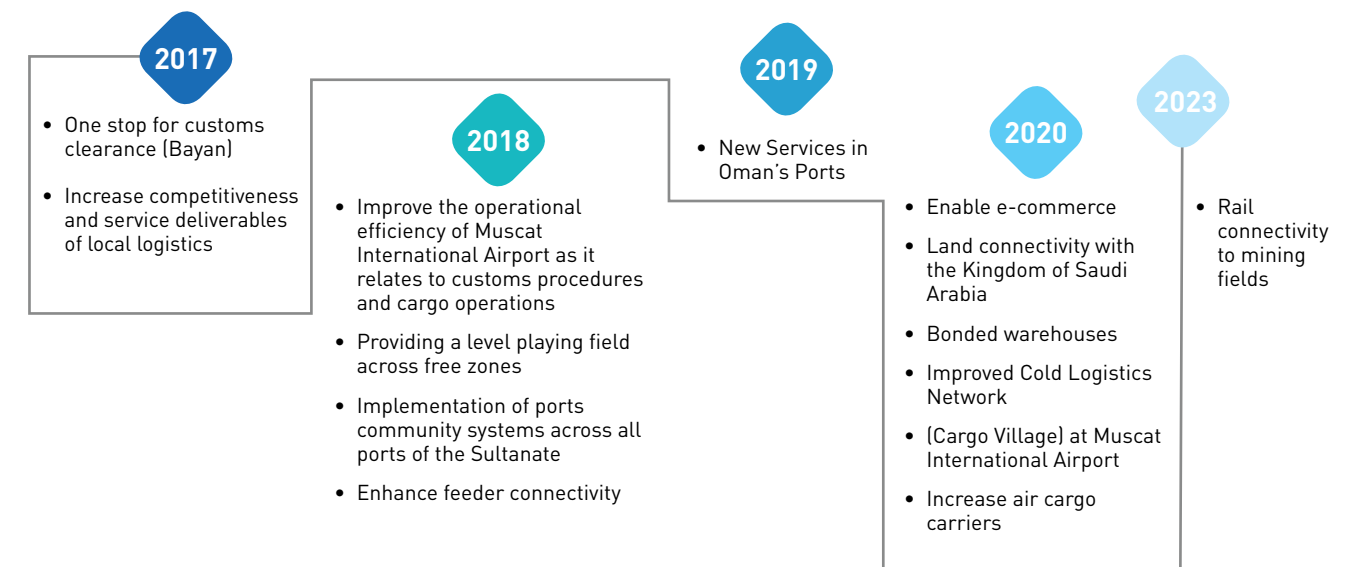 2017
• One stop for customs
clearance (Bayan)
• Increase competitiveness
and service deliverables
of local logistics
2018
• Improve the operational
efficiency of Muscat
International Airport as it
relates to customs procedures
and cargo operations
• Providing a level playing field
across free zones
• Implementation of ports
community systems across all
ports of the Sultanate
• Enhance feeder connectivity
2019
• New Services in
Oman’s Ports
2020
• Enable e-commerce
• Land connectivity with
the Kingdom of Saudi
Arabia
• Bonded warehouses
• Improved Cold Logistics
Network
• (Cargo Village) at Muscat
International Airport
• Increase air cargo
carriers
2023
• Rail
connectivity
to mining
fields